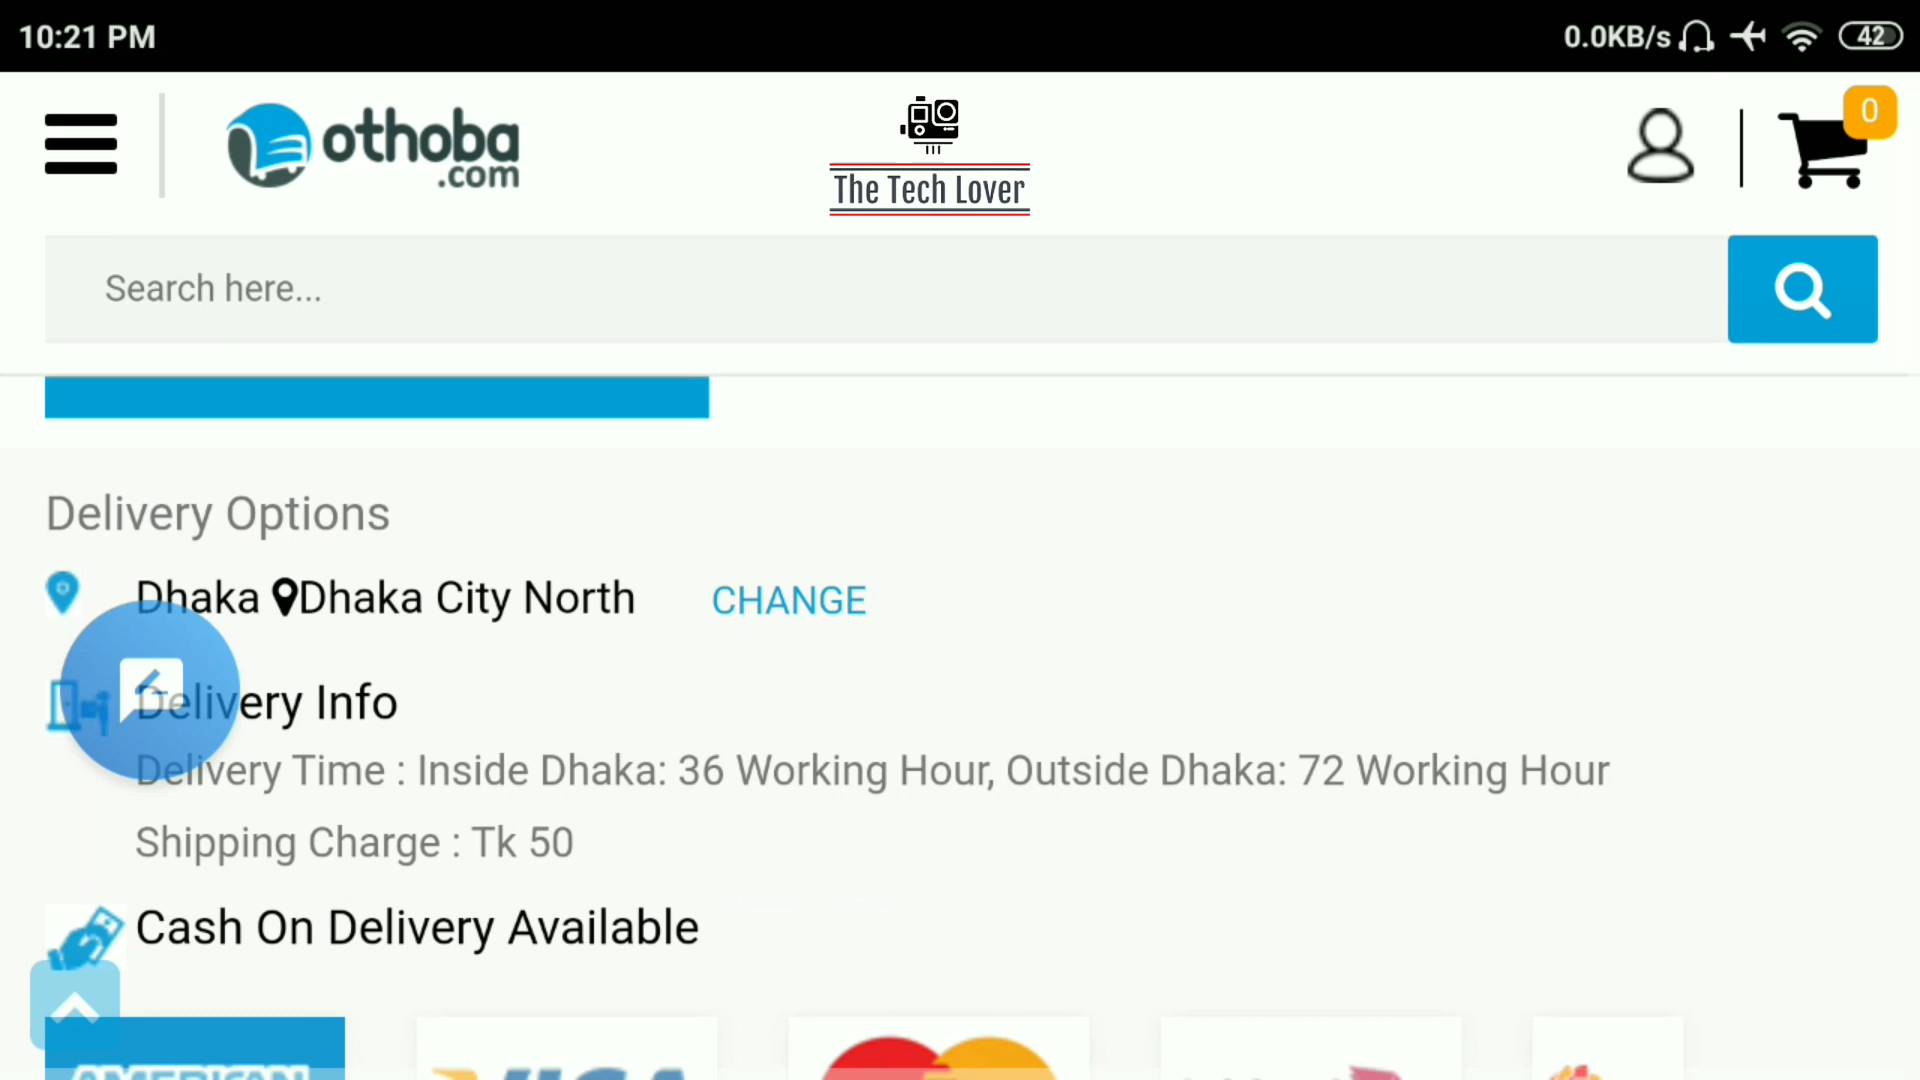 10:21 PM
0.0KB/s
42
othoba
.com
The Tech Lover
0
Search here...
Delivery Options
Dhaka Dhaka City North
CHANGE
Delivery Info
Delivery Time : Inside Dhaka: 36 Working Hour, Outside Dhaka: 72 Working Hour
Shipping Charge : Tk 50
Cash On Delivery Available
AMERICAN
VISA